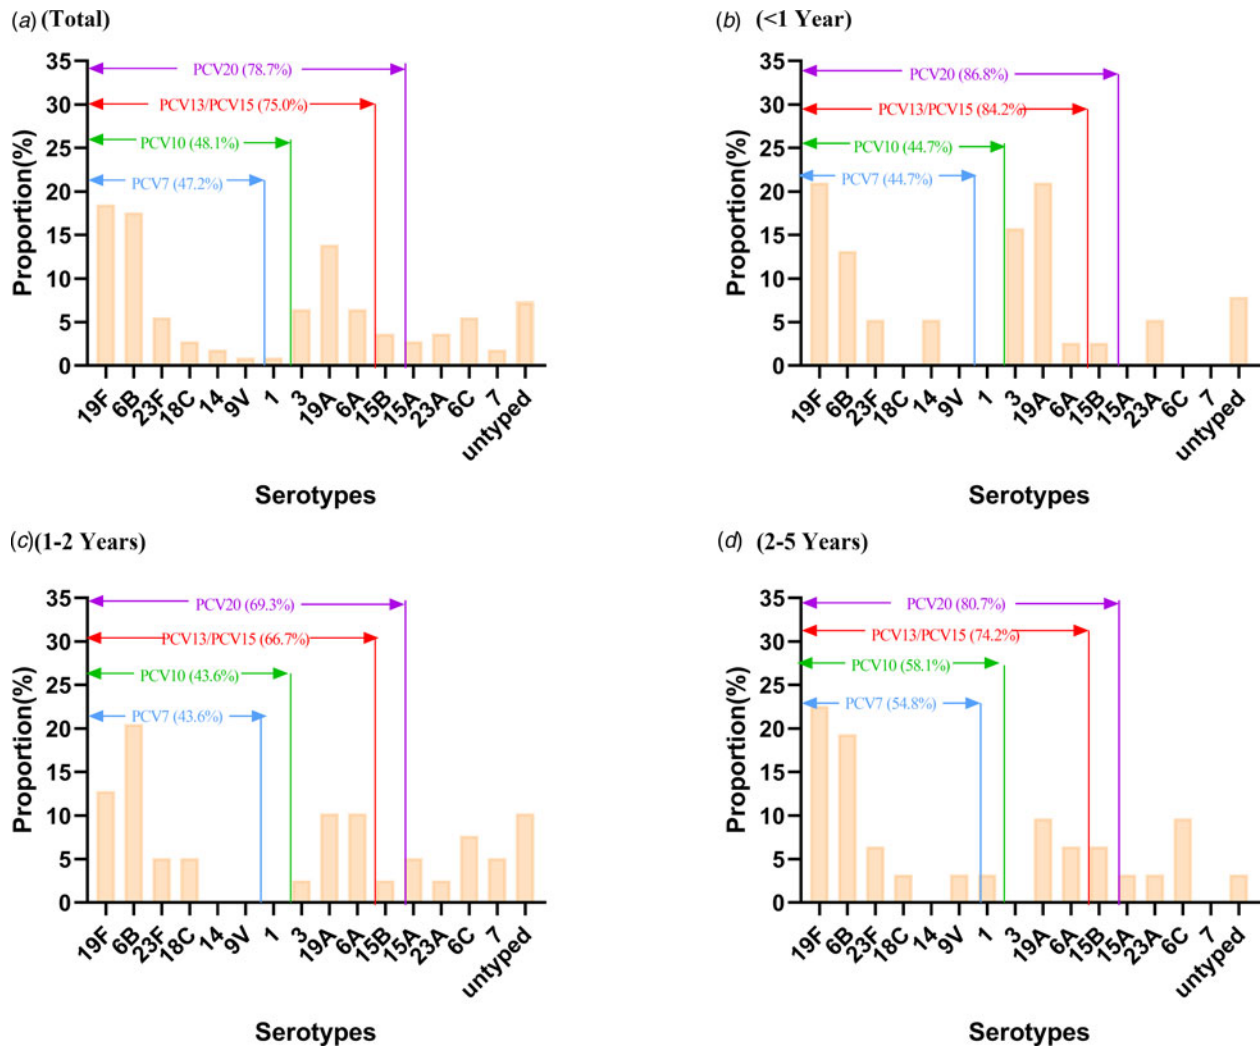 (a) (Total)
35
30
25
20
15
10
5
0
Proportion(%)
PCV20 (78.7%)
PCV13/PCV15 (75.0%)
PCV10 (48.1%)
PCV7 (47.2%)
19F 6B 23F 18C 14 9V 1 3 19A 6A 15B 15A 23A 6C 7 untyped
Serotypes
(b) (<1 Year)
35
30
25
20
15
10
5
0
Proportion(%)
PCV20 (86.8%)
PCV13/PCV15 (84.2%)
PCV10 (44.7%)
PCV7 (44.7%)
19F 6B 23F 18C 14 9V 1 3 19A 6A 15B 15A 23A 6C 7 untyped
Serotypes
(c) (1-2 Years)
35
30
25
20
15
10
5
0
Proportion(%)
PCV20 (69.3%)
PCV13/PCV15 (66.7%)
PCV10 (43.6%)
PCV7 (43.6%)
19F 6B 23F 18C 14 9V 1 3 19A 6A 15B 15A 23A 6C 7 untyped
Serotypes
(d) (2-5 Years)
35
30
25
20
15
10
5
0
Proportion(%)
PCV20 (80.7%)
PCV13/PCV15 (74.2%)
PCV10 (58.1%)
PCV7 (54.8%)
19F 6B 23F 18C 14 9V 1 3 19A 6A 15B 15A 23A 6C 7 untyped
Serotypes